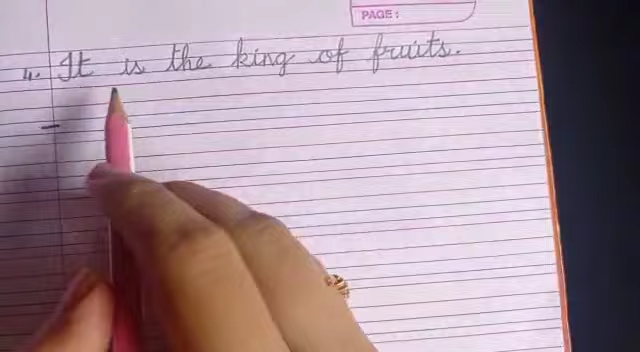 PAGE:
4. It is the king of fruits.